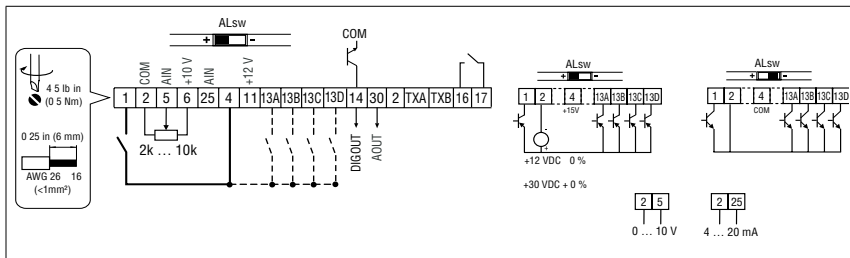 ALsw
+ -
COM
AIN
+10 V
AIN
+12 V
COM
4 5 lb in
(0 5 Nm)
0 25 in (6 mm)
AWG 26 16
(<1mm²)
1 2 5 6 25 4 11 13A 13B 13C 13D 14 30 2 TXA TXB 16 17
2k ... 10k
DIGOUT
AOUT
ALsw
+ -
1 2 4 13A 13B 13C 13D
+15V
+12 VDC 0 %
+30 VDC + 0 %
ALsw
+ -
1 2 4 13A 13B 13C 13D
COM
2 5
0 ... 10 V
2 25
4 ... 20 mA